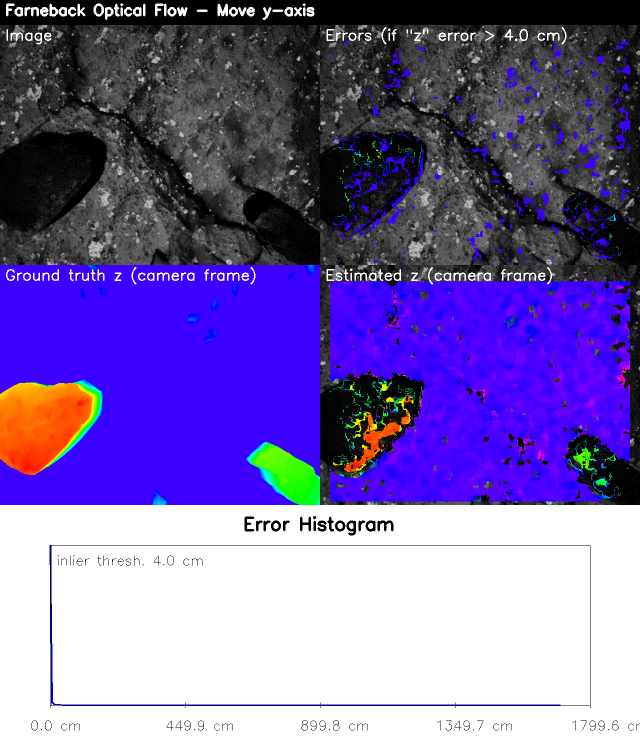 Farneback Optical Flow - Move y-axis
Image
Errors (if "z" error > 4.0 cm)
Ground truth z (camera frame)
Estimated z (camera frame)
Error Histogram
inlier thresh. 4.0 cm
0.0 cm
449.9 cm
899.8 cm
1349.7 cm
1799.6 cm